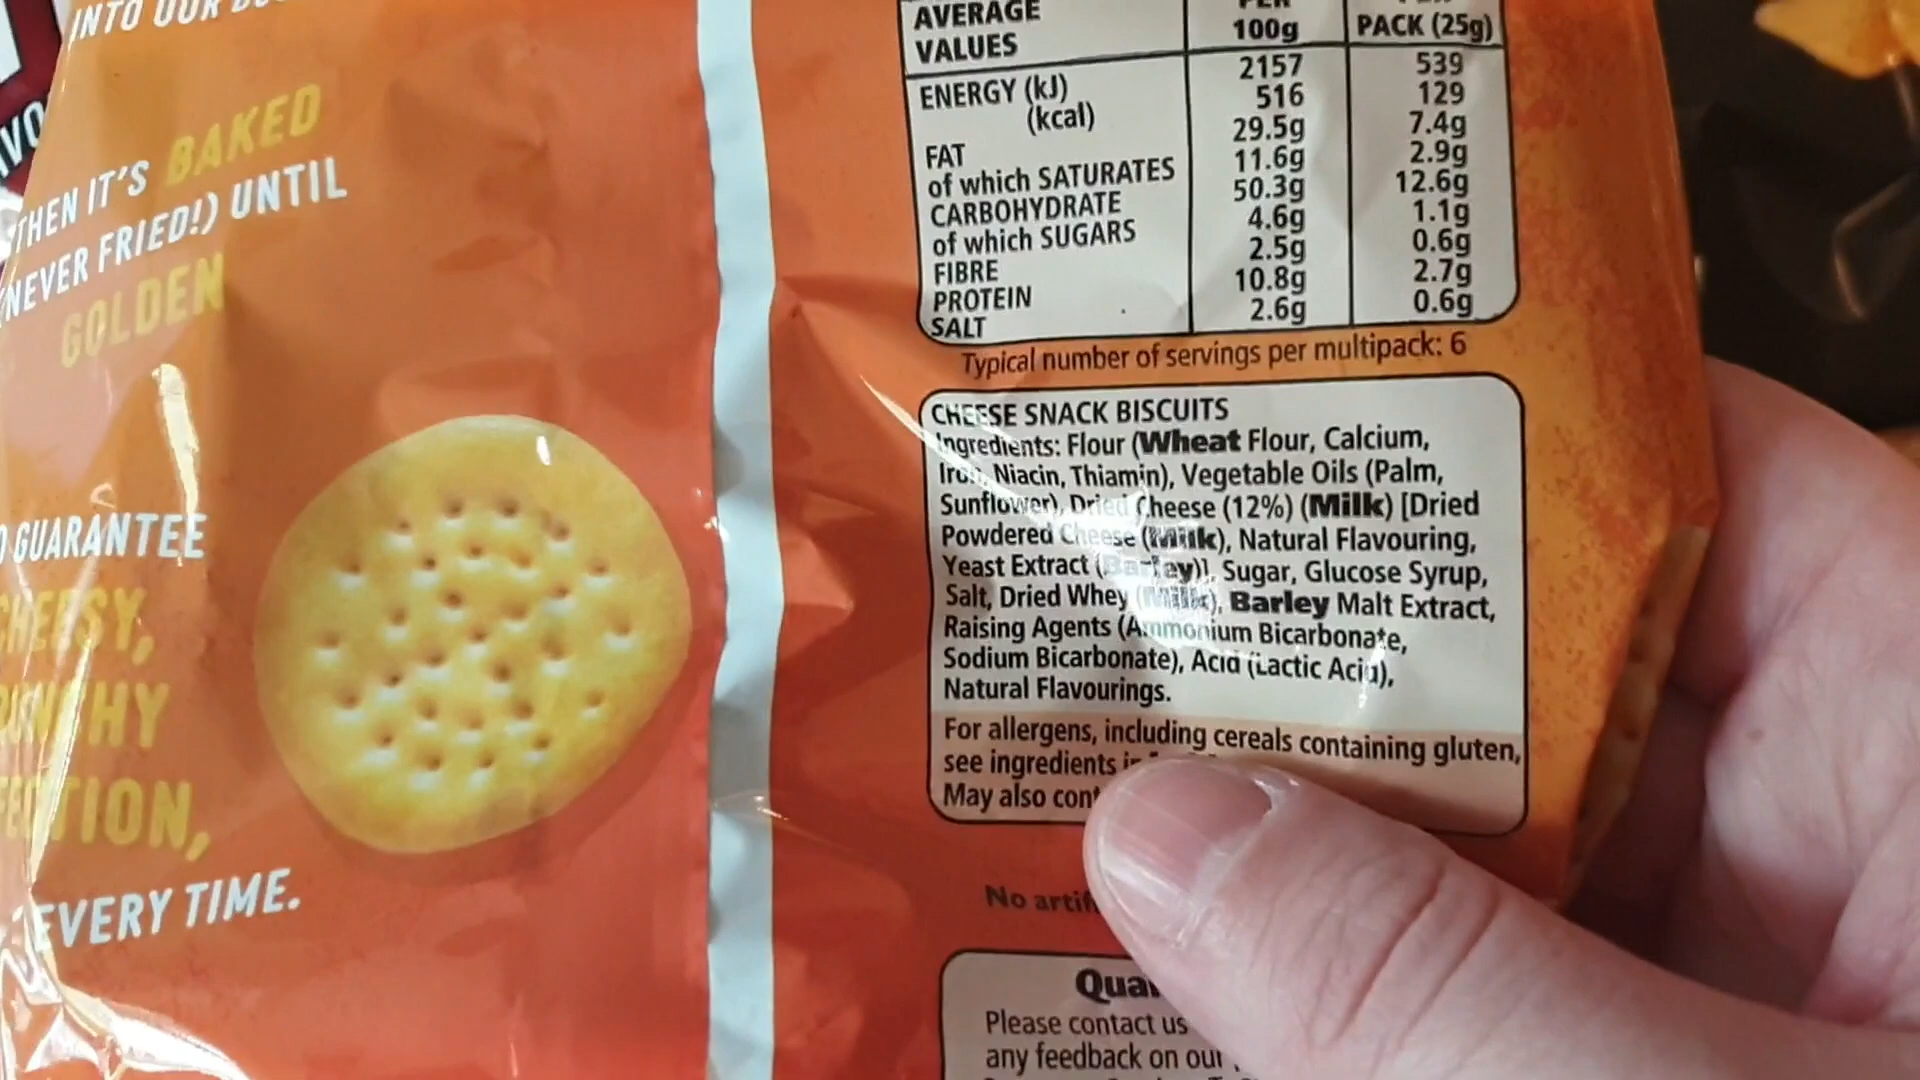 INTO OUR
THEN IT'S BAKED
(NEVER FRIED!) UNTIL
GOLDEN
GUARANTEE
CHEESY,
CRUNCHY
EVERY TIME.
AVERAGE VALUES PER 100g PER PACK (25g)
ENERGY (kJ) 2157 539
(kcal) 516 129
FAT 29.5g 7.4g
of which SATURATES 11.6g 2.9g
CARBOHYDRATE 50.3g 12.6g
of which SUGARS 4.6g 1.1g
FIBRE 2.5g 0.6g
PROTEIN 10.8g 2.7g
SALT 2.6g 0.6g
Typical number of servings per multipack: 6
CHEESE SNACK BISCUITS
Ingredients: Flour (Wheat Flour, Calcium,
Iron, Niacin, Thiamin), Vegetable Oils (Palm,
Sunflower), Dried Cheese (12%) (Milk) [Dried
Powdered Cheese (Milk), Natural Flavouring,
Yeast Extract (Barley)], Sugar, Glucose Syrup,
Salt, Dried Whey (Milk), Barley Malt Extract,
Raising Agents (Ammonium Bicarbonate,
Sodium Bicarbonate), Acid (Lactic Acid),
Natural Flavourings.
For allergens, including cereals containing gluten,
see ingredients
May also
No
Please contact us
any feedback on our